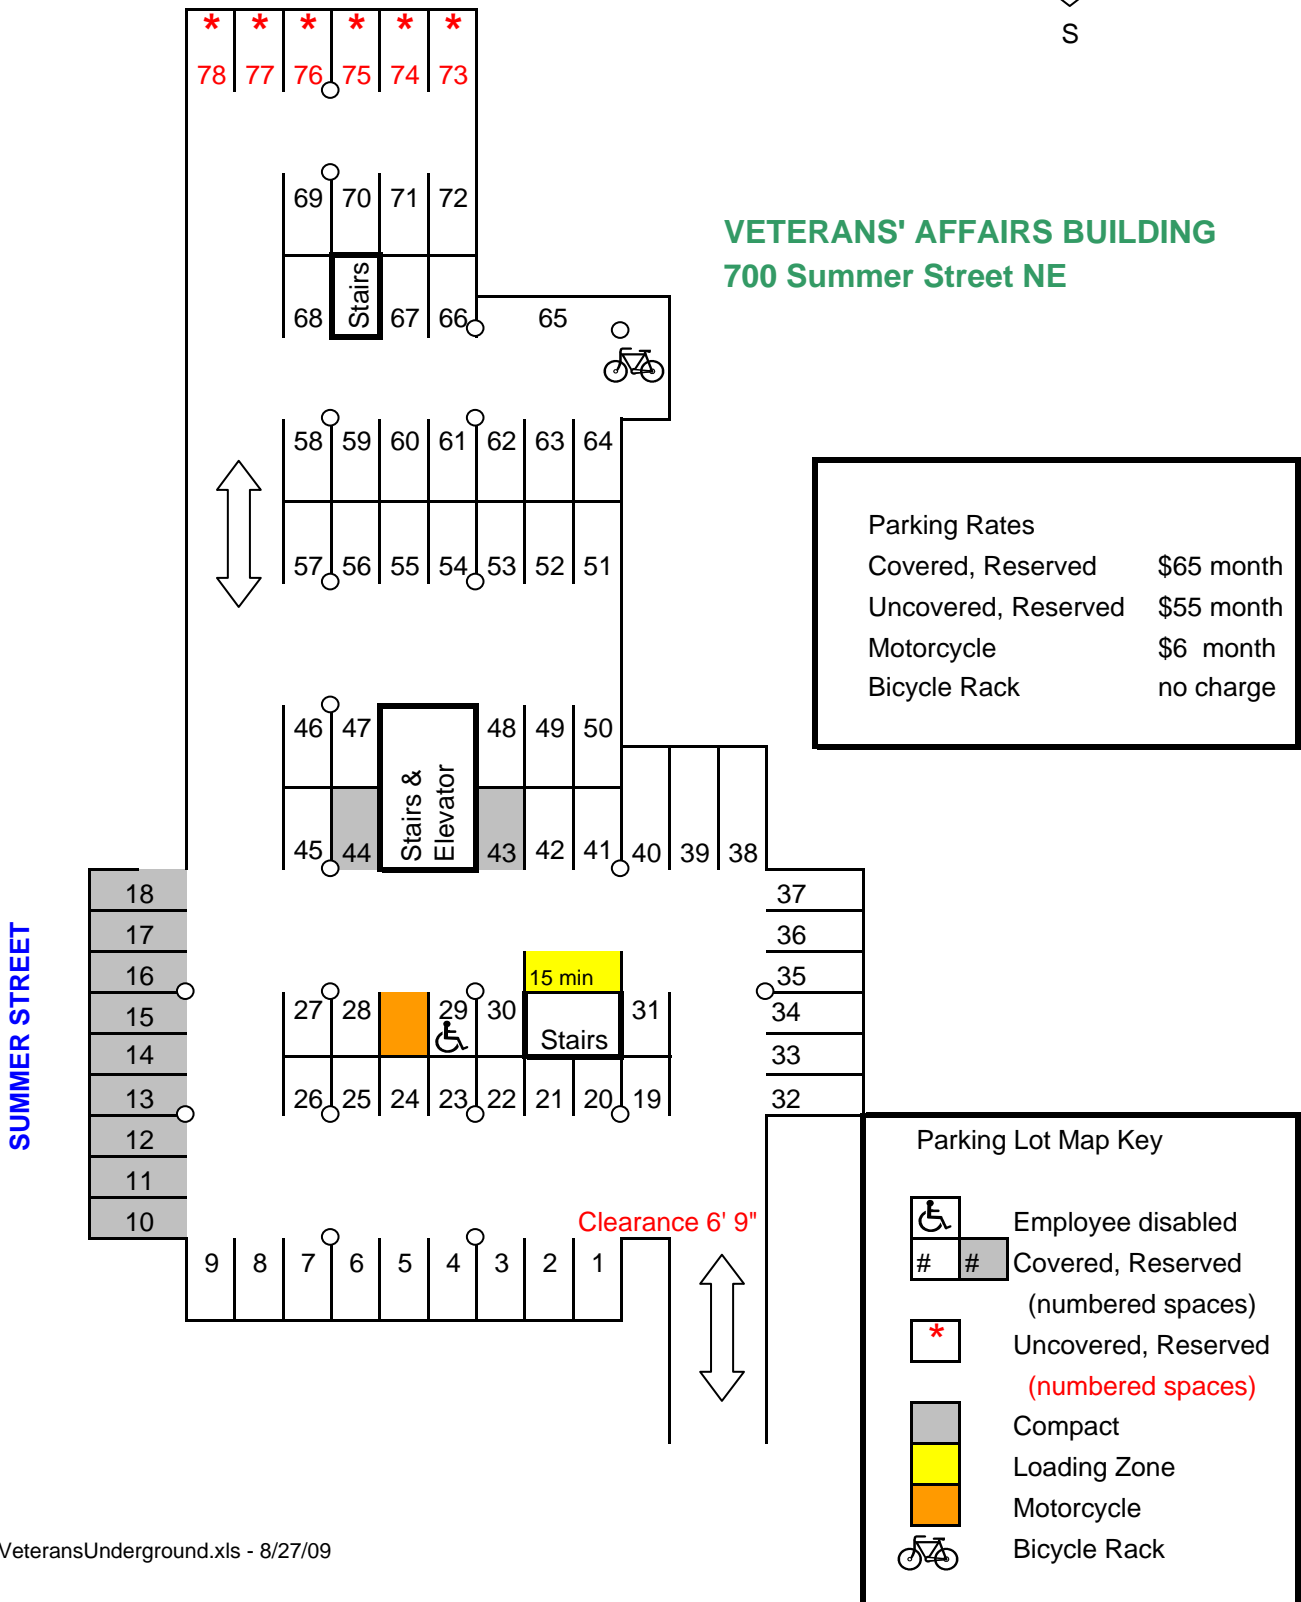 S
* * * * * *
78 77 76 75 74 73
69 70 71 72
VETERANS' AFFAIRS BUILDING
700 Summer Street NE
Stairs
68 67 66 65
58 59 60 61 62 63 64
57 56 55 54 53 52 51
Parking Rates
Covered, Reserved $65 month
Uncovered, Reserved $55 month
Motorcycle $6 month
Bicycle Rack no charge
46 47 48 49 50
Stairs &
Elevator
45 44 43 42 41 40 39 38
SUMMER STREET
18
17
16
15
14
13
12
11
10
37
36
35
34
33
32
15 min
27 28 29 30 31
Stairs
26 25 24 23 22 21 20 19
Clearance 6' 9"
9 8 7 6 5 4 3 2 1
Parking Lot Map Key
Employee disabled
# # Covered, Reserved
(numbered spaces)
* Uncovered, Reserved
(numbered spaces)
Compact
Loading Zone
Motorcycle
Bicycle Rack
VeteransUnderground.xls - 8/27/09